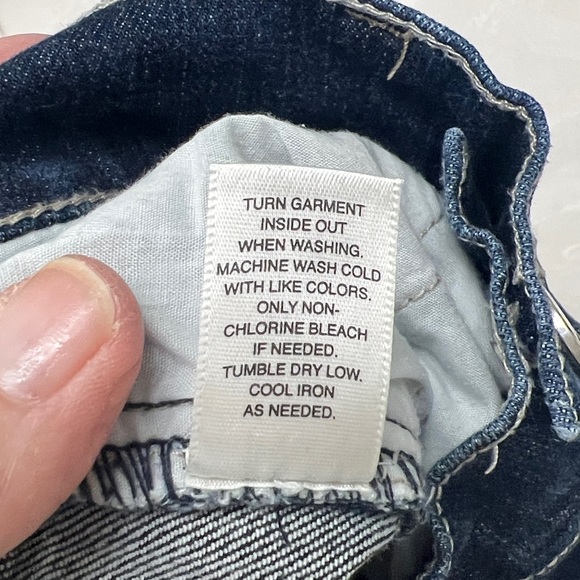 TURN GARMENT
INSIDE OUT
WHEN WASHING.
MACHINE WASH COLD
WITH LIKE COLORS.
ONLY NON-
CHLORINE BLEACH
IF NEEDED.
TUMBLE DRY LOW.
COOL IRON
AS NEEDED.